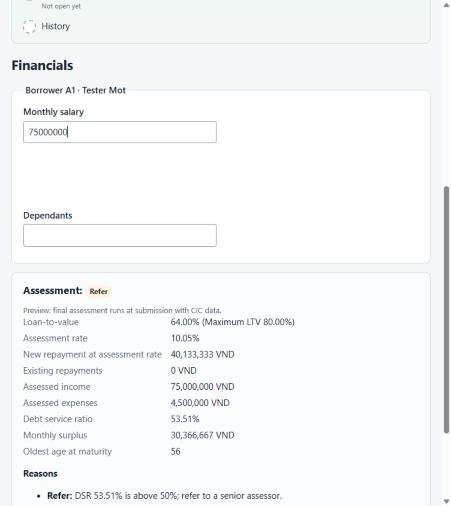 Not open yet
History
Financials
Borrower A1 · Tester Mot
Monthly salary
75000000
Dependants
Assessment: Refer
Preview: final assessment runs at submission with CIC data.
Loan-to-value 64.00% (Maximum LTV 80.00%)
Assessment rate 10.05%
New repayment at assessment rate 40,133,333 VND
Existing repayments 0 VND
Assessed income 75,000,000 VND
Assessed expenses 4,500,000 VND
Debt service ratio 53.51%
Monthly surplus 30,366,667 VND
Oldest age at maturity 56
Reasons
• Refer: DSR 53.51% is above 50%; refer to a senior assessor.